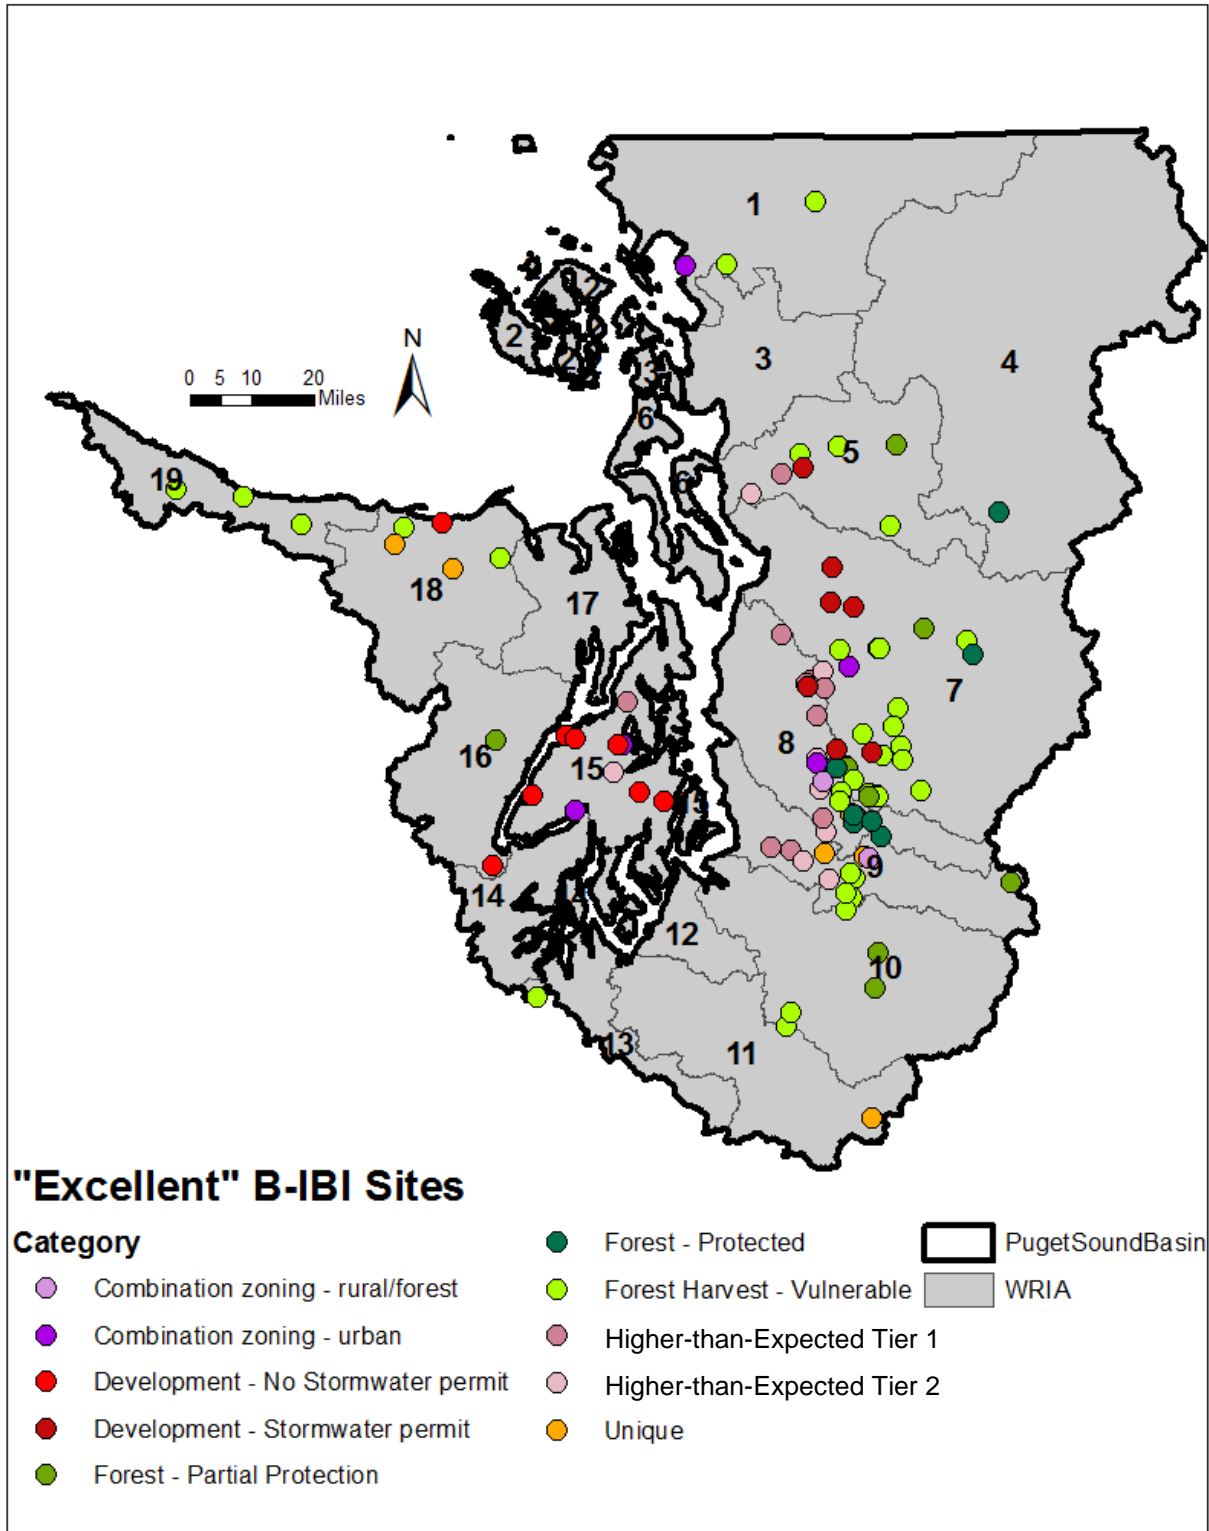 1
2
2
N
2
2
3
3
4
0 5 10 20
Miles
6
5
19
6
18
17
7
16
15
8
15
9
14
14
12
10
13
11
"Excellent" B-IBI Sites
Category
Combination zoning - rural/forest
Combination zoning - urban
Development - No Stormwater permit
Development - Stormwater permit
Forest - Partial Protection
Forest - Protected
Forest Harvest - Vulnerable
Higher-than-Expected Tier 1
Higher-than-Expected Tier 2
Unique
PugetSoundBasin
WRIA